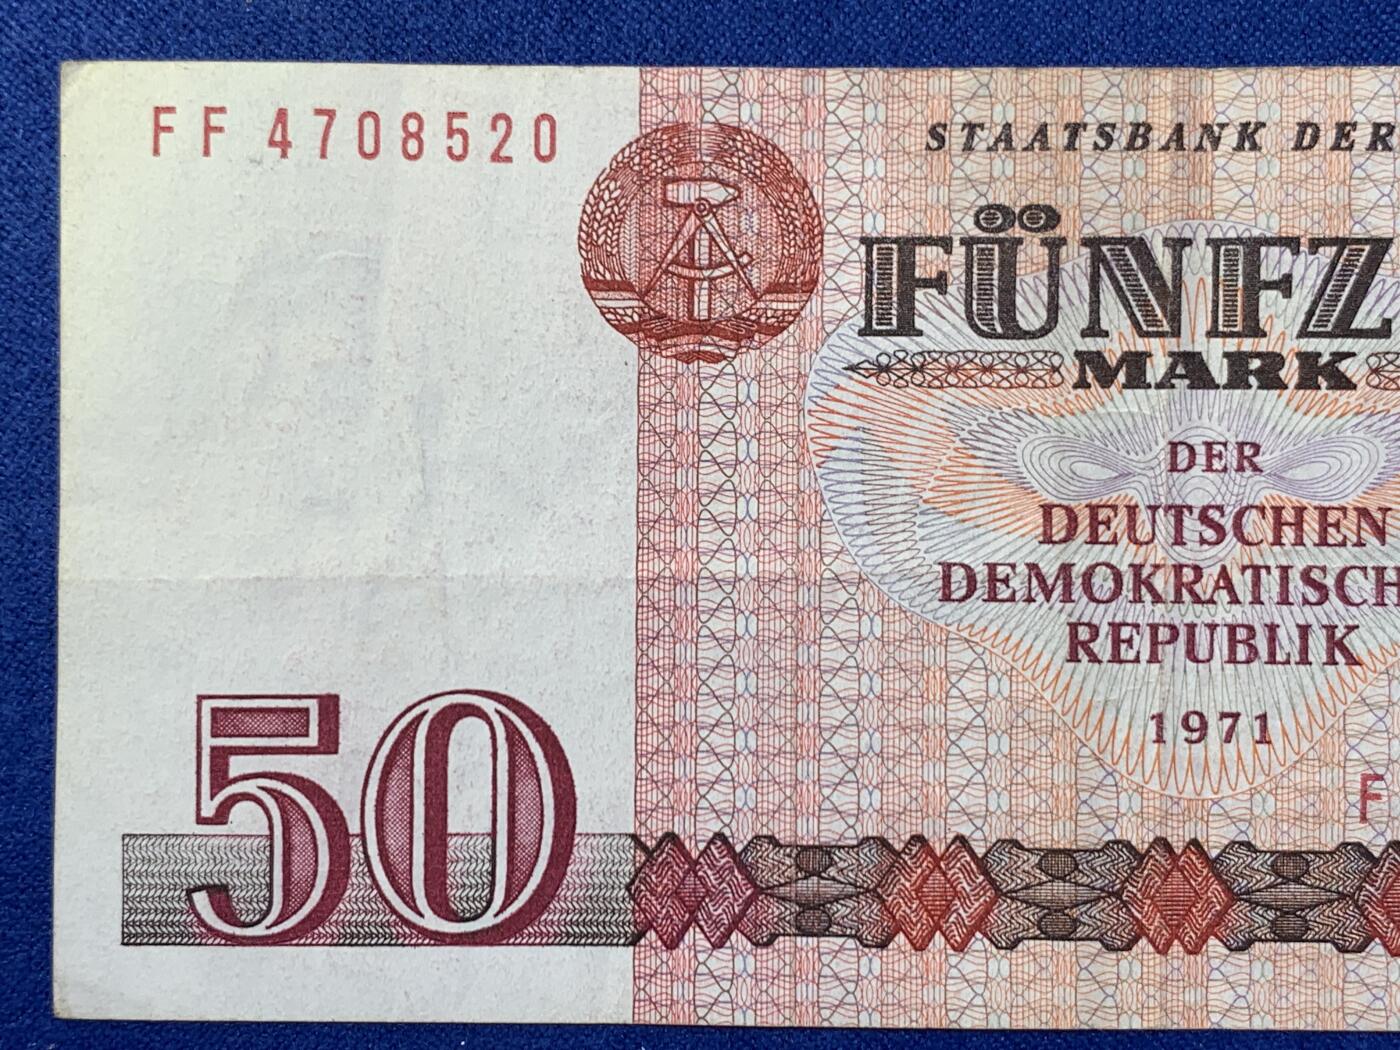 FF 4708520
STAATSBANK DER
FÜNFZ
MARK
DER
DEUTSCHEN
DEMOKRATISCH
REPUBLIK
1971
F
50